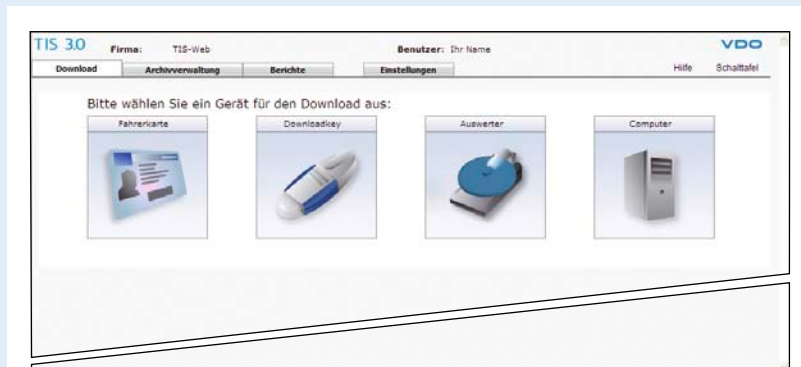 TIS 3.0 Firma: TIS-Web Benutzer: Ihr Name VDO
Download Archivverwaltung Berichte Einstellungen Hilfe Schalttafel
Bitte wählen Sie ein Gerät für den Download aus:
Fahrerkarte Downloadkey Auswerter Computer